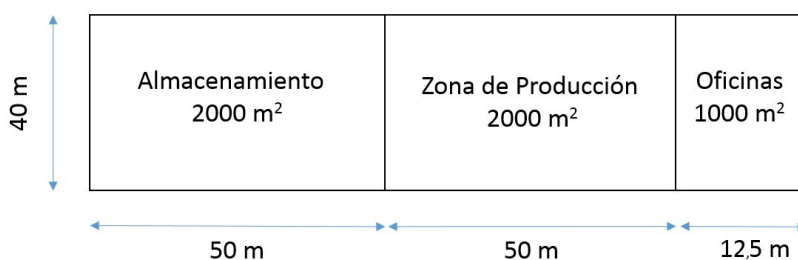 40 m
Almacenamiento
2000 m²
Zona de Producción
2000 m²
Oficinas
1000 m²
50 m
50 m
12,5 m